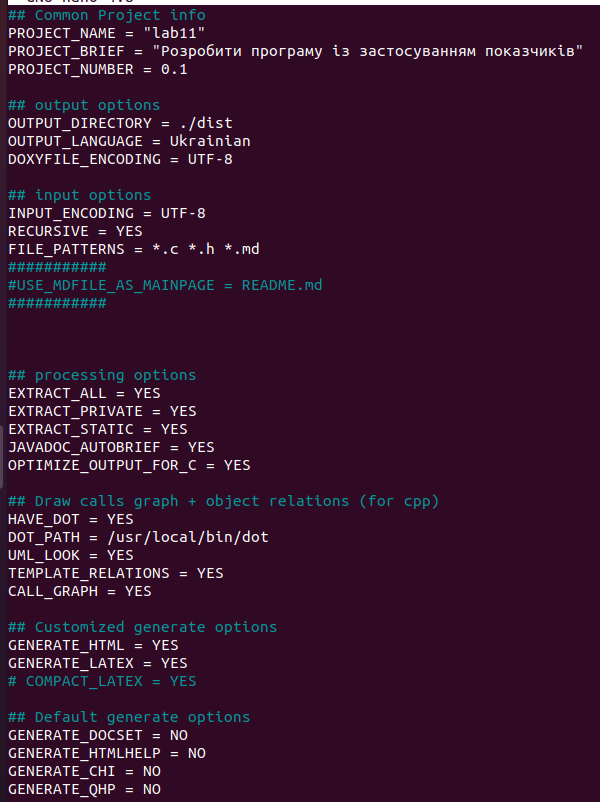 ## Common Project info
PROJECT_NAME = "lab11"
PROJECT_BRIEF = "Розробити програму із застосуванням показчиків"
PROJECT_NUMBER = 0.1
## output options
OUTPUT_DIRECTORY = ./dist
OUTPUT_LANGUAGE = Ukrainian
DOXYFILE_ENCODING = UTF-8
## input options
INPUT_ENCODING = UTF-8
RECURSIVE = YES
FILE_PATTERNS = *.c *.h *.md
###########
#USE_MDFILE_AS_MAINPAGE = README.md
###########
## processing options
EXTRACT_ALL = YES
EXTRACT_PRIVATE = YES
EXTRACT_STATIC = YES
JAVADOC_AUTOBRIEF = YES
OPTIMIZE_OUTPUT_FOR_C = YES
## Draw calls graph + object relations (for cpp)
HAVE_DOT = YES
DOT_PATH = /usr/local/bin/dot
UML_LOOK = YES
TEMPLATE_RELATIONS = YES
CALL_GRAPH = YES
## Customized generate options
GENERATE_HTML = YES
GENERATE_LATEX = YES
# COMPACT_LATEX = YES
## Default generate options
GENERATE_DOCSET = NO
GENERATE_HTMLHELP = NO
GENERATE_CHI = NO
GENERATE_QHP = NO